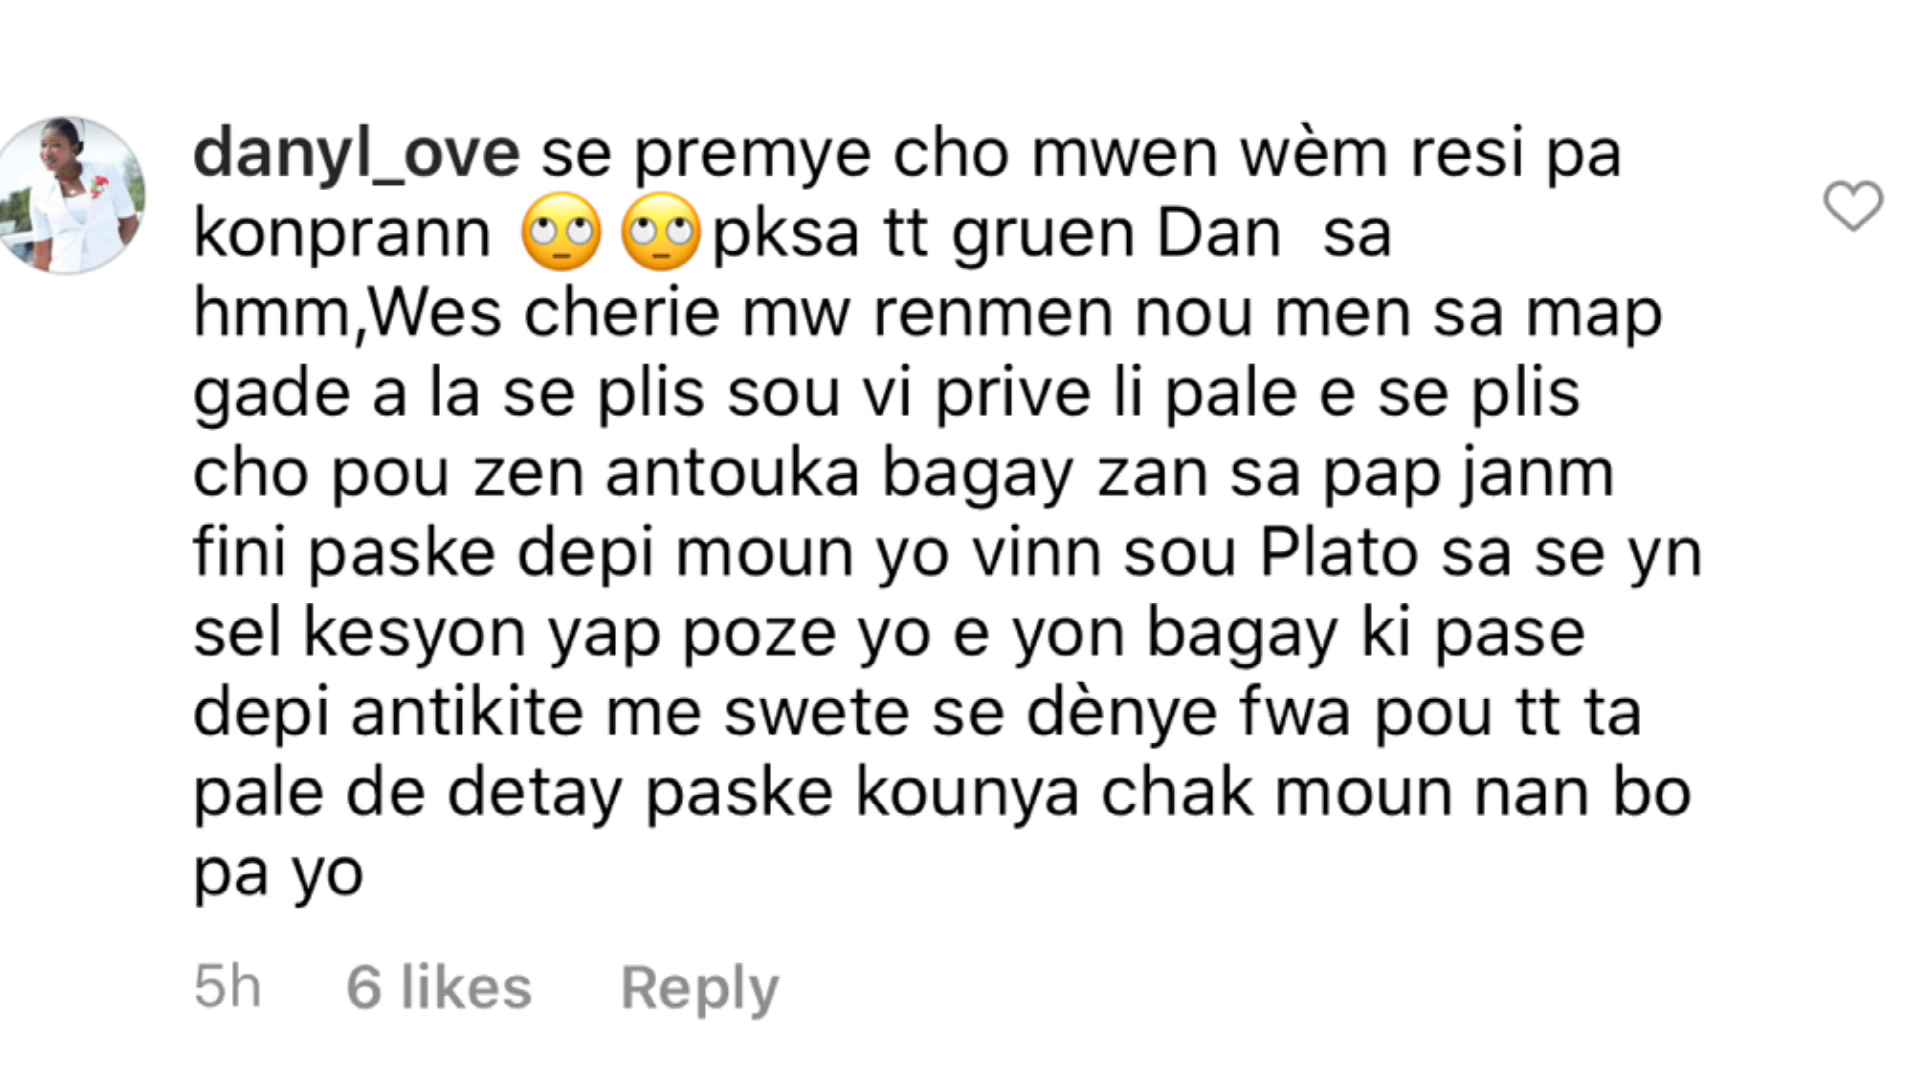 danyl_ove se premye cho mwen wèm resi pa
konprann 🙄🙄pksa tt gruen Dan  sa
hmm,Wes cherie mw renmen nou men sa map
gade a la se plis sou vi prive li pale e se plis
cho pou zen antouka bagay zan sa pap janm
fini paske depi moun yo vinn sou Plato sa se yn
sel kesyon yap poze yo e yon bagay ki pase
depi antikite me swete se dènye fwa pou tt ta
pale de detay paske kounya chak moun nan bo
pa yo
5h 6 likes Reply